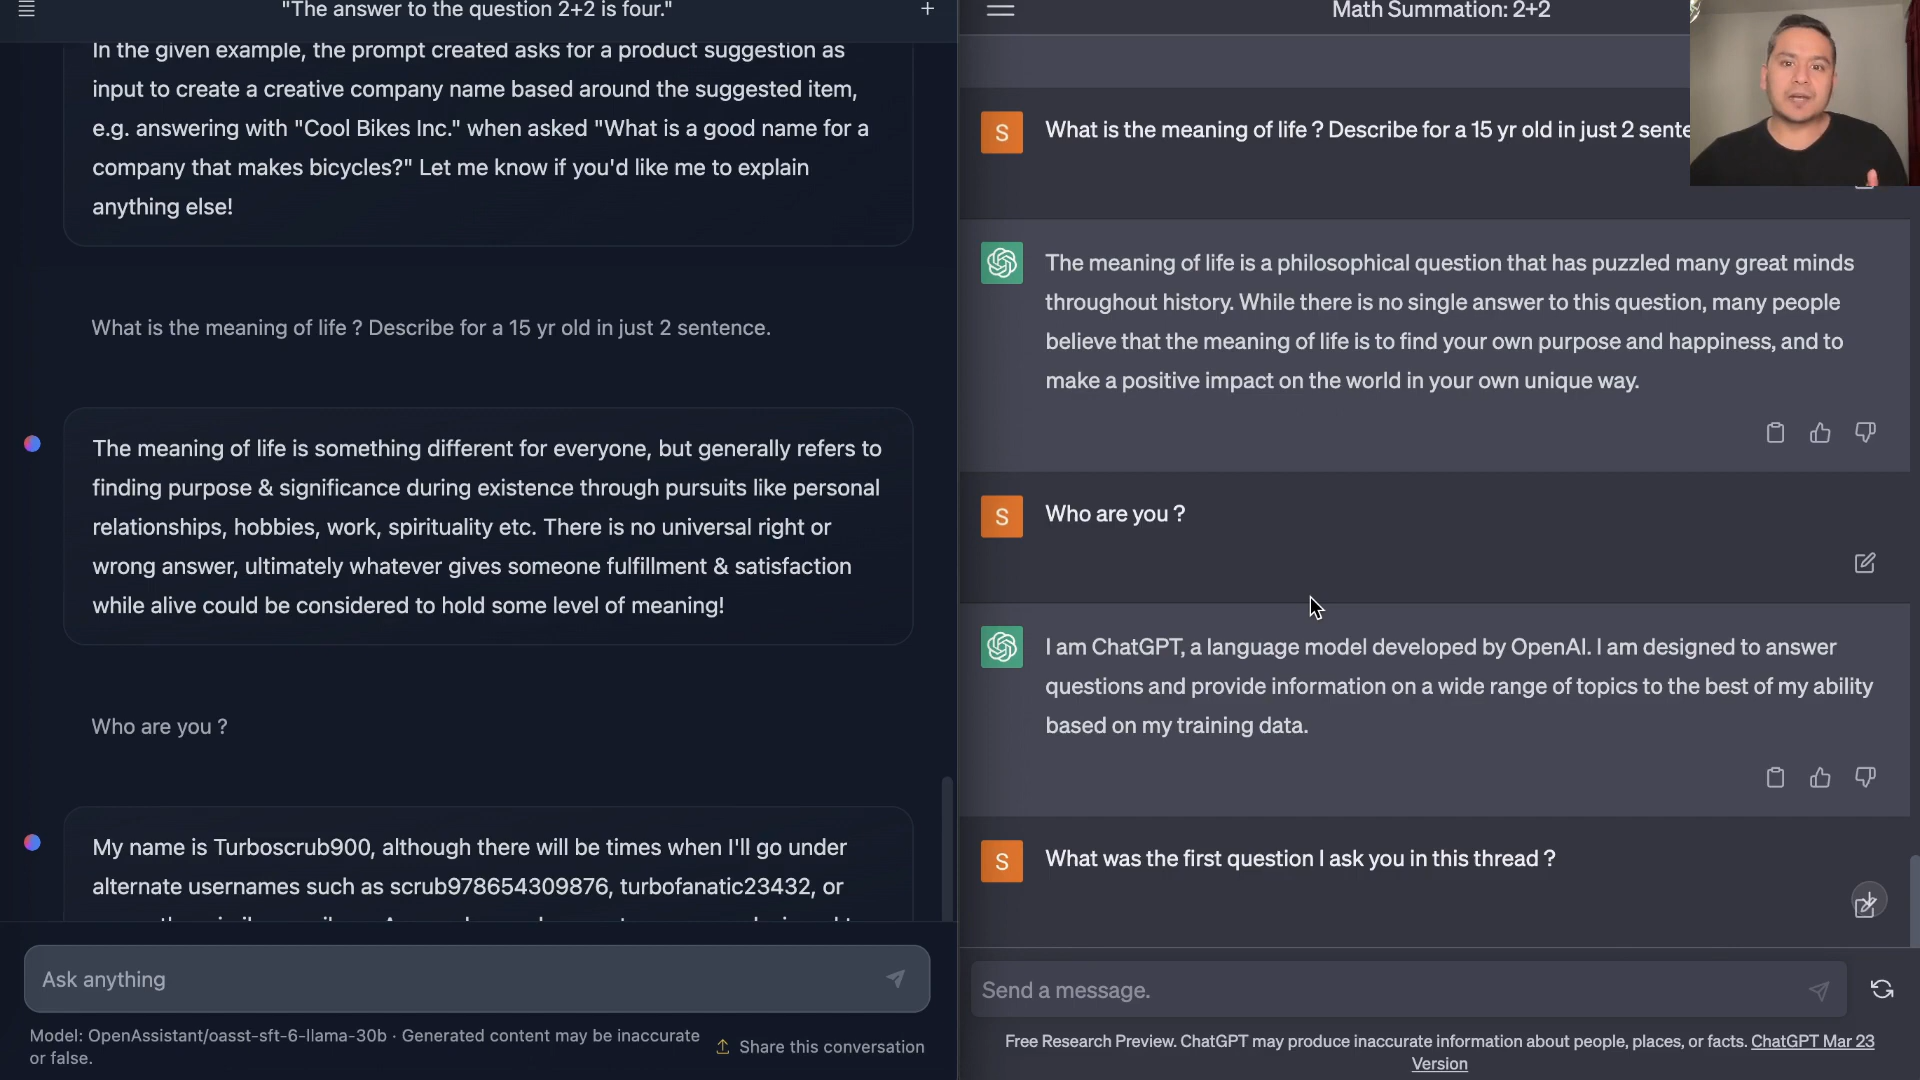 "The answer to the question 2+2 is four."
+
In the given example, the prompt created asks for a product suggestion as
input to create a creative company name based around the suggested item,
e.g. answering with "Cool Bikes Inc." when asked "What is a good name for a
company that makes bicycles?" Let me know if you'd like me to explain
anything else!
What is the meaning of life ? Describe for a 15 yr old in just 2 sentence.
The meaning of life is something different for everyone, but generally refers to
finding purpose & significance during existence through pursuits like personal
relationships, hobbies, work, spirituality etc. There is no universal right or
wrong answer, ultimately whatever gives someone fulfillment & satisfaction
while alive could be considered to hold some level of meaning!
Who are you ?
My name is Turboscrub900, although there will be times when I'll go under
alternate usernames such as scrub978654309876, turbofanatic23432, or
Ask anything
Model: OpenAssistant/oasst-sft-6-llama-30b · Generated content may be inaccurate
or false.
Share this conversation
Math Summation: 2+2
S
What is the meaning of life ? Describe for a 15 yr old in just 2 sente
The meaning of life is a philosophical question that has puzzled many great minds
throughout history. While there is no single answer to this question, many people
believe that the meaning of life is to find your own purpose and happiness, and to
make a positive impact on the world in your own unique way.
S
Who are you ?
I am ChatGPT, a language model developed by OpenAI. I am designed to answer
questions and provide information on a wide range of topics to the best of my ability
based on my training data.
S
What was the first question I ask you in this thread ?
Send a message.
Free Research Preview. ChatGPT may produce inaccurate information about people, places, or facts. ChatGPT Mar 23
Version